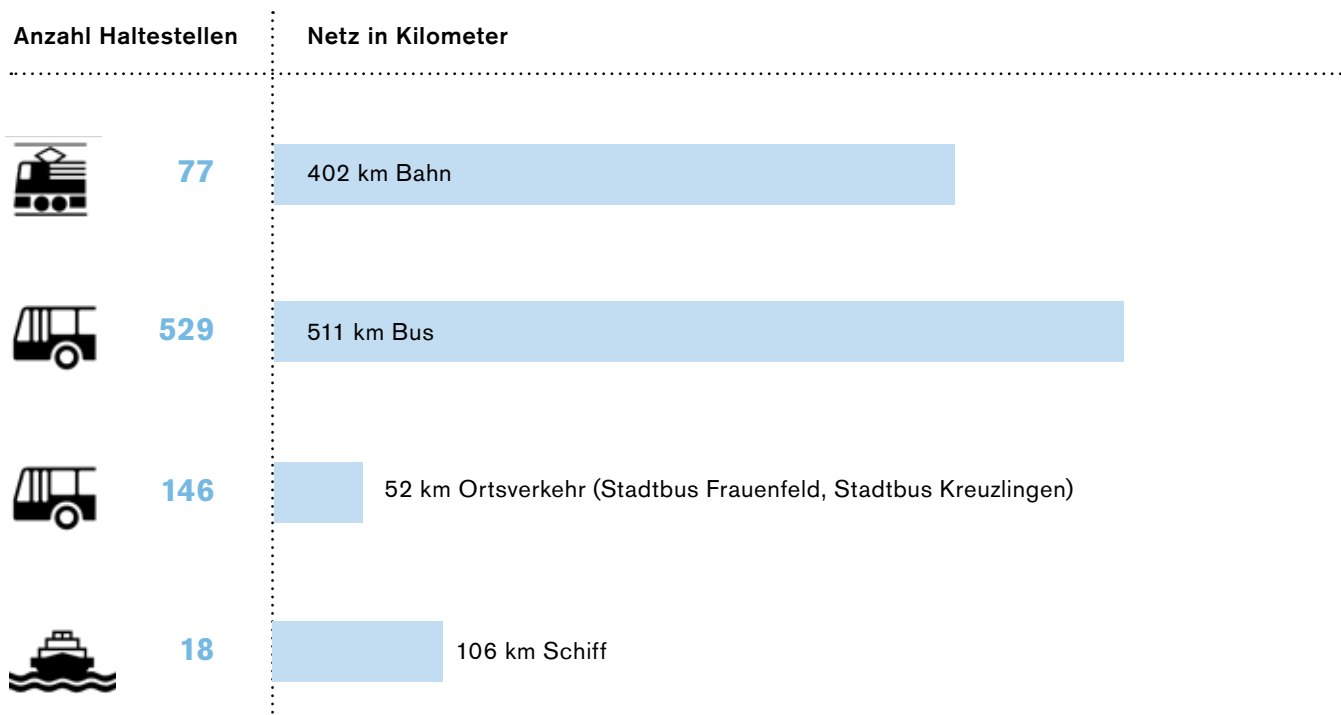 Anzahl Haltestellen Netz in Kilometer
77 402 km Bahn
529 511 km Bus
146 52 km Ortsverkehr (Stadtbus Frauenfeld, Stadtbus Kreuzlingen)
18 106 km Schiff